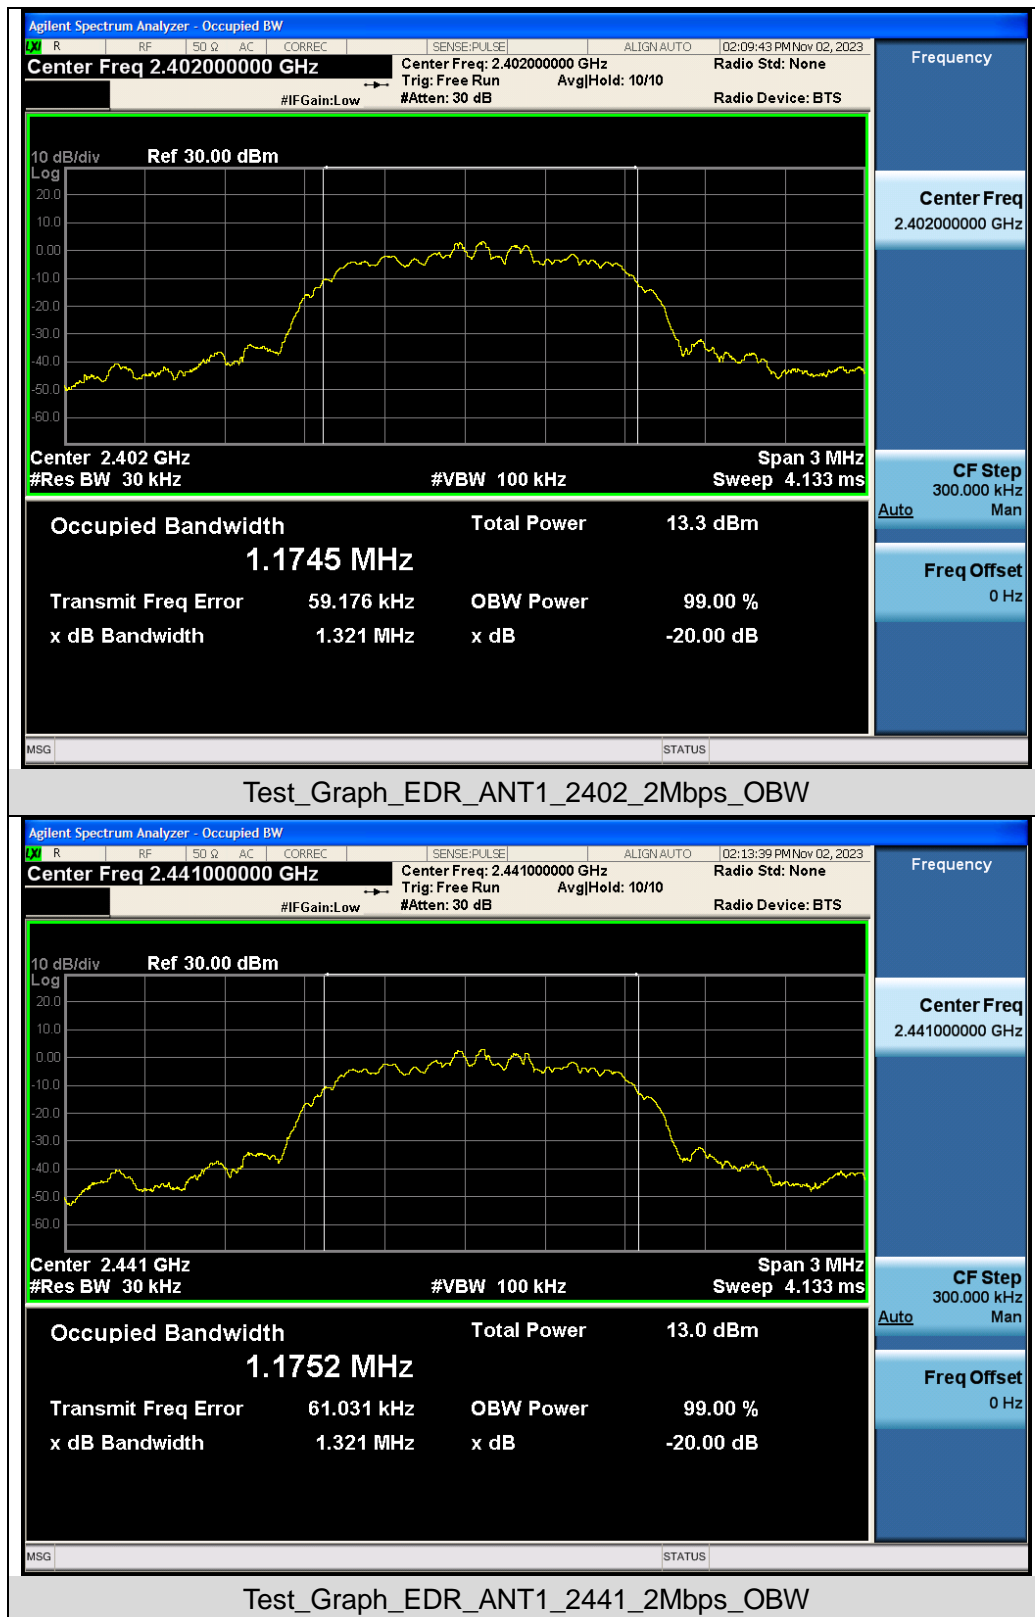 Agilent Spectrum Analyzer - Occupied BW
LXI R RF 50 Ω AC CORREC SENSE:PULSE ALIGN AUTO 02:09:43 PM Nov 02, 2023
Center Freq 2.402000000 GHz Center Freq: 2.402000000 GHz Radio Std: None
Trig: Free Run Avg|Hold: 10/10
#IFGain:Low #Atten: 30 dB Radio Device: BTS
Frequency
10 dB/div Ref 30.00 dBm
Log
20.0
10.0
0.00
-10.0
-20.0
-30.0
-40.0
-50.0
-60.0
Center 2.402 GHz Span 3 MHz
#Res BW 30 kHz #VBW 100 kHz Sweep 4.133 ms
Occupied Bandwidth Total Power 13.3 dBm
1.1745 MHz
Transmit Freq Error 59.176 kHz OBW Power 99.00 %
x dB Bandwidth 1.321 MHz x dB -20.00 dB
Center Freq
2.402000000 GHz
CF Step
300.000 kHz
Auto Man
Freq Offset
0 Hz
MSG STATUS
Test_Graph_EDR_ANT1_2402_2Mbps_OBW
Agilent Spectrum Analyzer - Occupied BW
LXI R RF 50 Ω AC CORREC SENSE:PULSE ALIGN AUTO 02:13:39 PM Nov 02, 2023
Center Freq 2.441000000 GHz Center Freq: 2.441000000 GHz Radio Std: None
Trig: Free Run Avg|Hold: 10/10
#IFGain:Low #Atten: 30 dB Radio Device: BTS
Frequency
10 dB/div Ref 30.00 dBm
Log
20.0
10.0
0.00
-10.0
-20.0
-30.0
-40.0
-50.0
-60.0
Center 2.441 GHz Span 3 MHz
#Res BW 30 kHz #VBW 100 kHz Sweep 4.133 ms
Occupied Bandwidth Total Power 13.0 dBm
1.1752 MHz
Transmit Freq Error 61.031 kHz OBW Power 99.00 %
x dB Bandwidth 1.321 MHz x dB -20.00 dB
Center Freq
2.441000000 GHz
CF Step
300.000 kHz
Auto Man
Freq Offset
0 Hz
MSG STATUS
Test_Graph_EDR_ANT1_2441_2Mbps_OBW